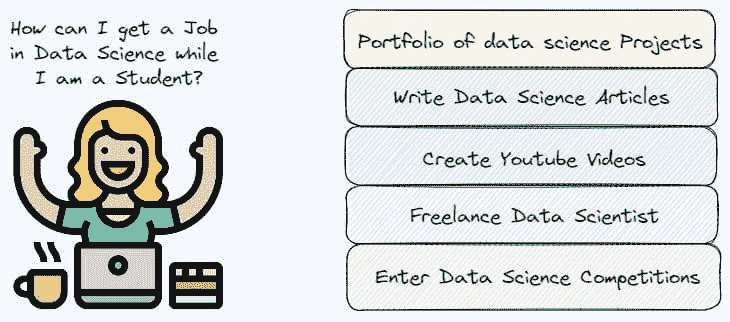 How can I get a Job
in Data Science while
I am a Student?
Portfolio of data science Projects
Write Data Science Articles
Create Youtube Videos
Freelance Data Scientist
Enter Data Science Competitions